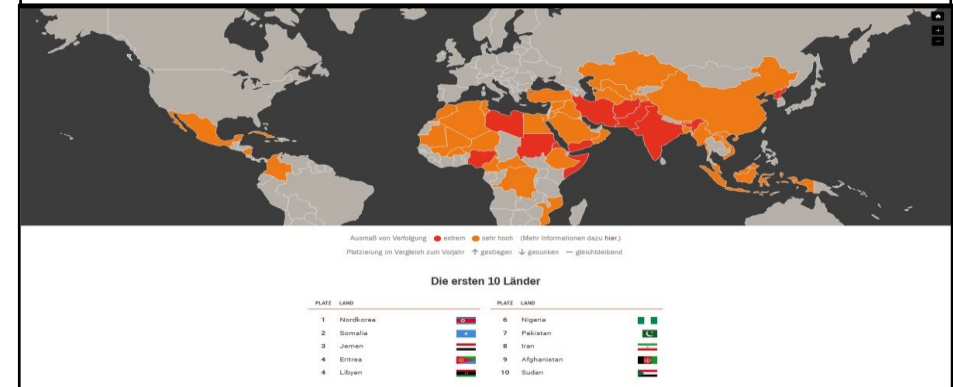 Ausmaß von Verfolgung extrem sehr hoch (Mehr Informationen dazu hier.)
Platzierung im Vergleich zum Vorjahr ↑ gestiegen ↓ gesunken — gleichbleibend
Die ersten 10 Länder
PLATZ LAND
1 Nordkorea
2 Somalia
3 Jemen
4 Eritrea
4 Libyen
PLATZ LAND
6 Nigeria
7 Pakistan
8 Iran
9 Afghanistan
10 Sudan